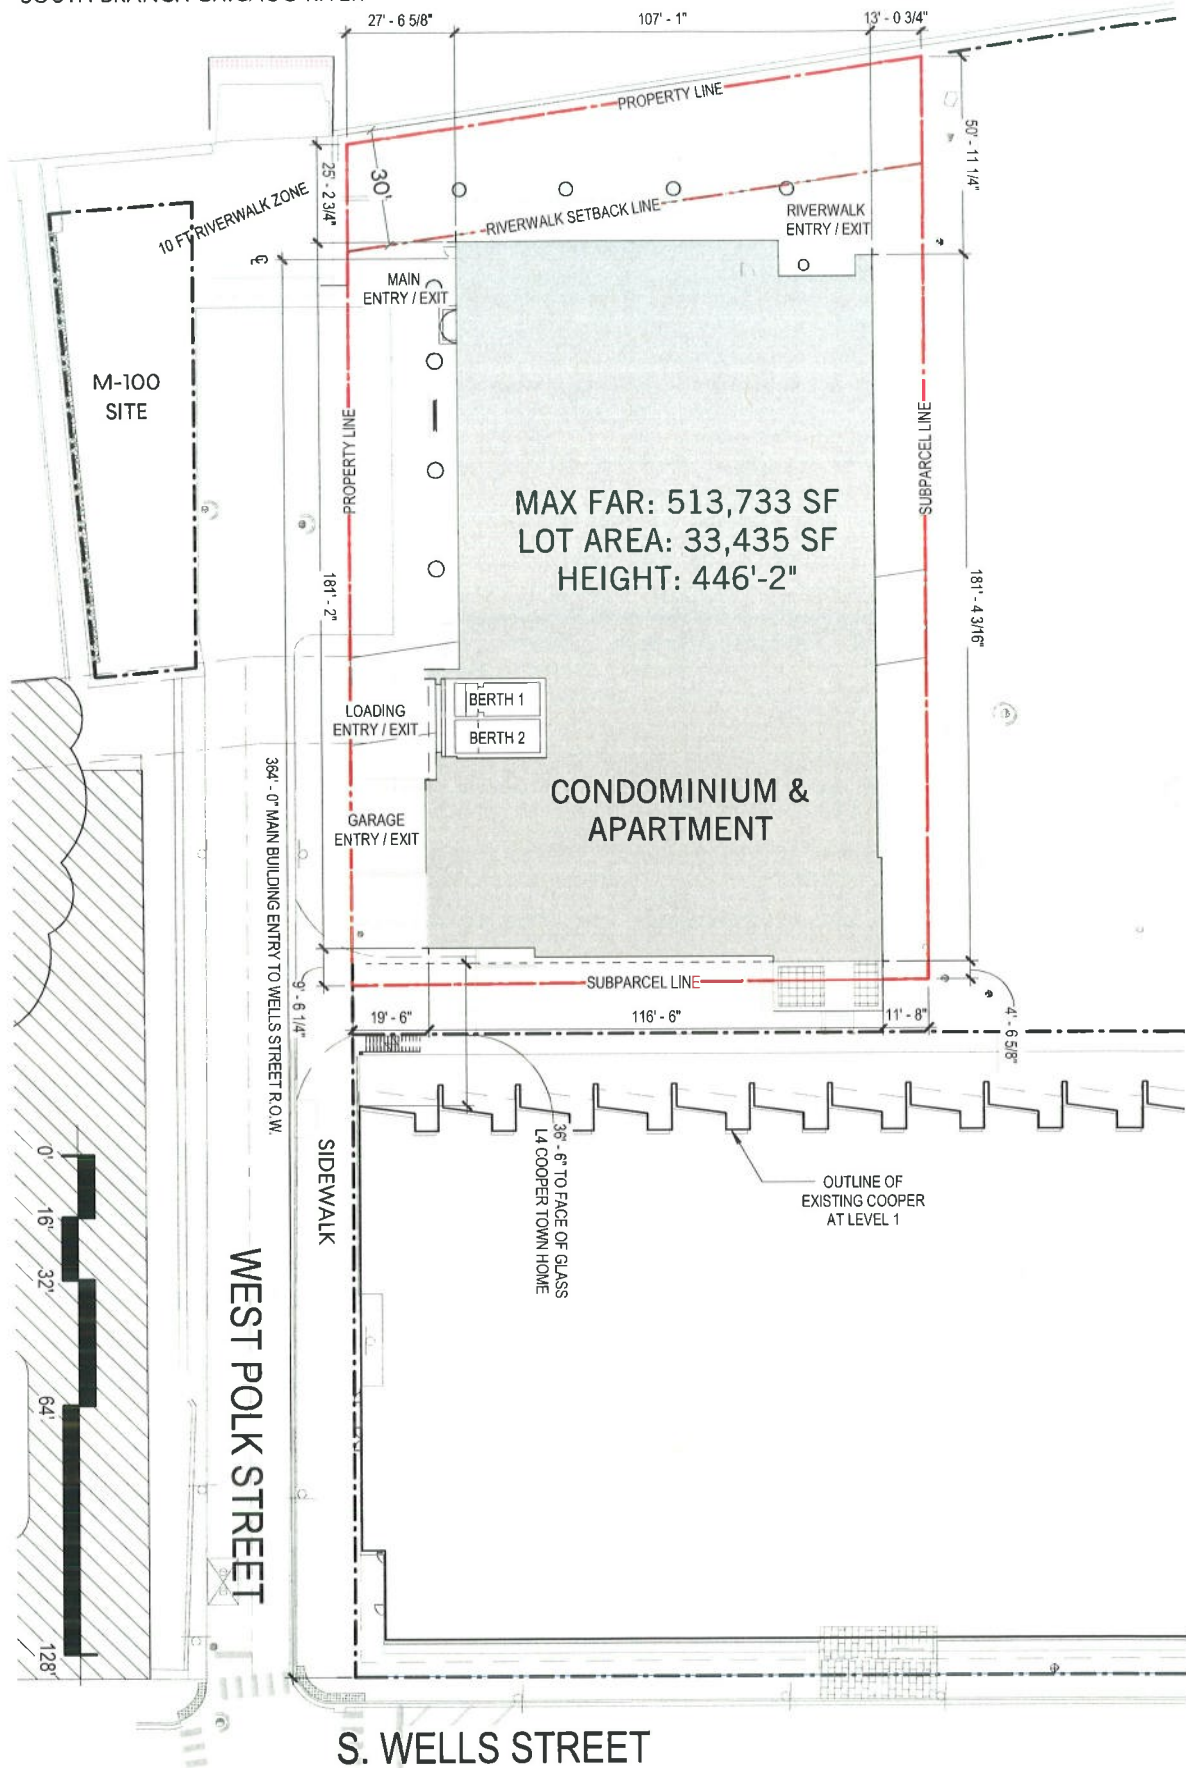 27' - 6 5/8"
107' - 1"
13' - 0 3/4"
PROPERTY LINE
50' - 11 1/4"
25' - 2 3/4"
30'
10 FT RIVERWALK ZONE
RIVERWALK SETBACK LINE
RIVERWALK
ENTRY / EXIT
MAIN
ENTRY / EXIT
M-100
SITE
PROPERTY LINE
SUBPARCEL LINE
MAX FAR: 513,733 SF
LOT AREA: 33,435 SF
HEIGHT: 446'-2"
181' - 2"
181' - 4 3/16"
LOADING
ENTRY / EXIT
BERTH 1
BERTH 2
CONDOMINIUM &
APARTMENT
GARAGE
ENTRY / EXIT
364' - 0" MAIN BUILDING ENTRY TO WELLS STREET R.O.W.
SUBPARCEL LINE
9' - 6 1/4"
19' - 6"
116' - 6"
11' - 8"
4' - 6 5/8"
36' - 6" TO FACE OF GLASS
L4 COOPER TOWN HOME
OUTLINE OF
EXISTING COOPER
AT LEVEL 1
SIDEWALK
WEST POLK STREET
0'
16'
32'
64'
128'
S. WELLS STREET